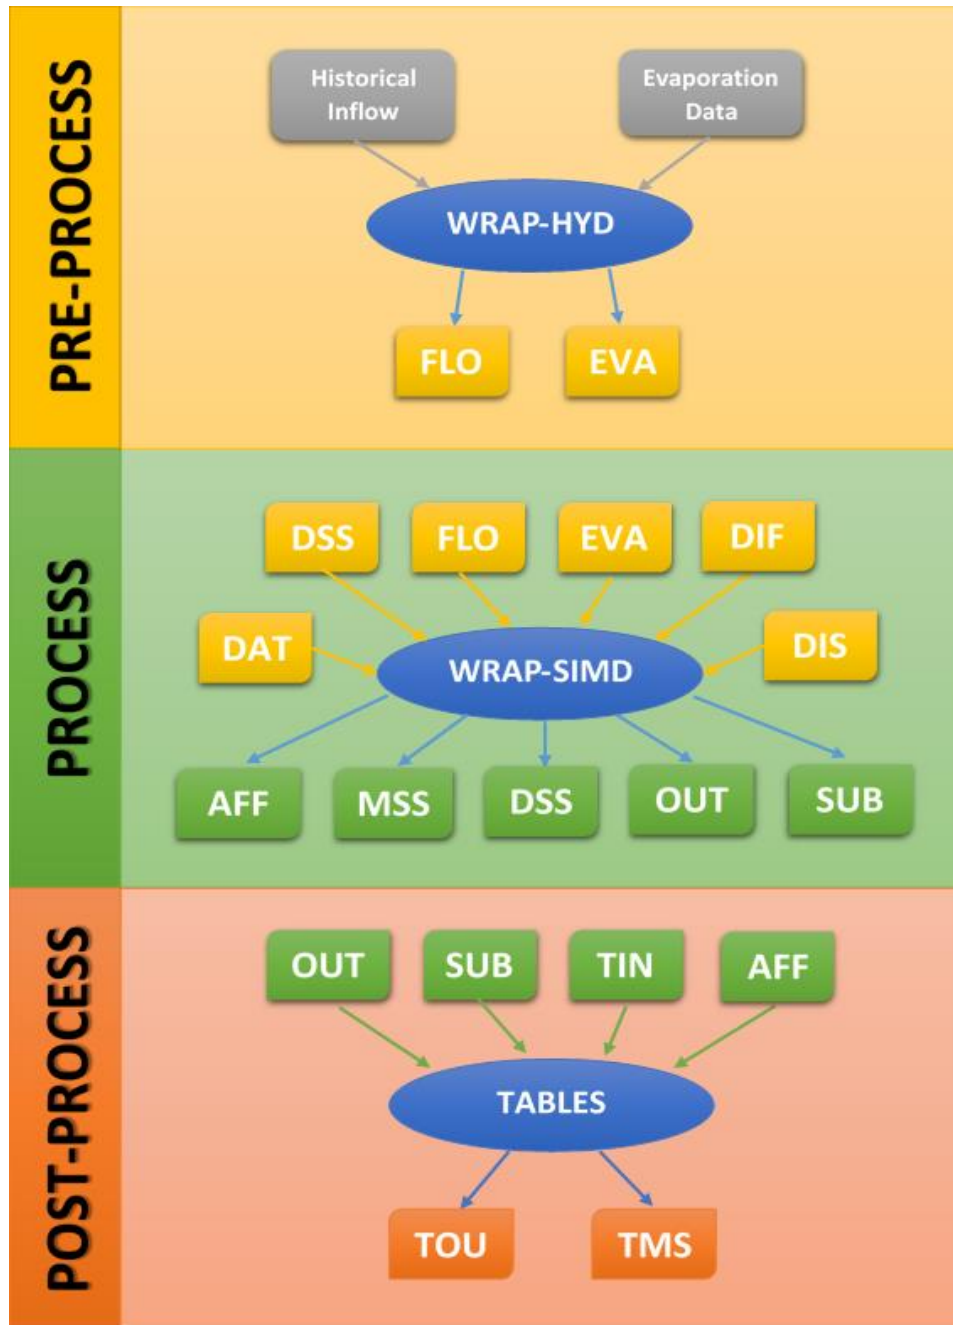 PRE-PROCESS
Historical
Inflow
Evaporation
Data
WRAP-HYD
FLO
EVA
PROCESS
DSS
FLO
EVA
DIF
DAT
WRAP-SIMD
DIS
AFF
MSS
DSS
OUT
SUB
POST-PROCESS
OUT
SUB
TIN
AFF
TABLES
TOU
TMS